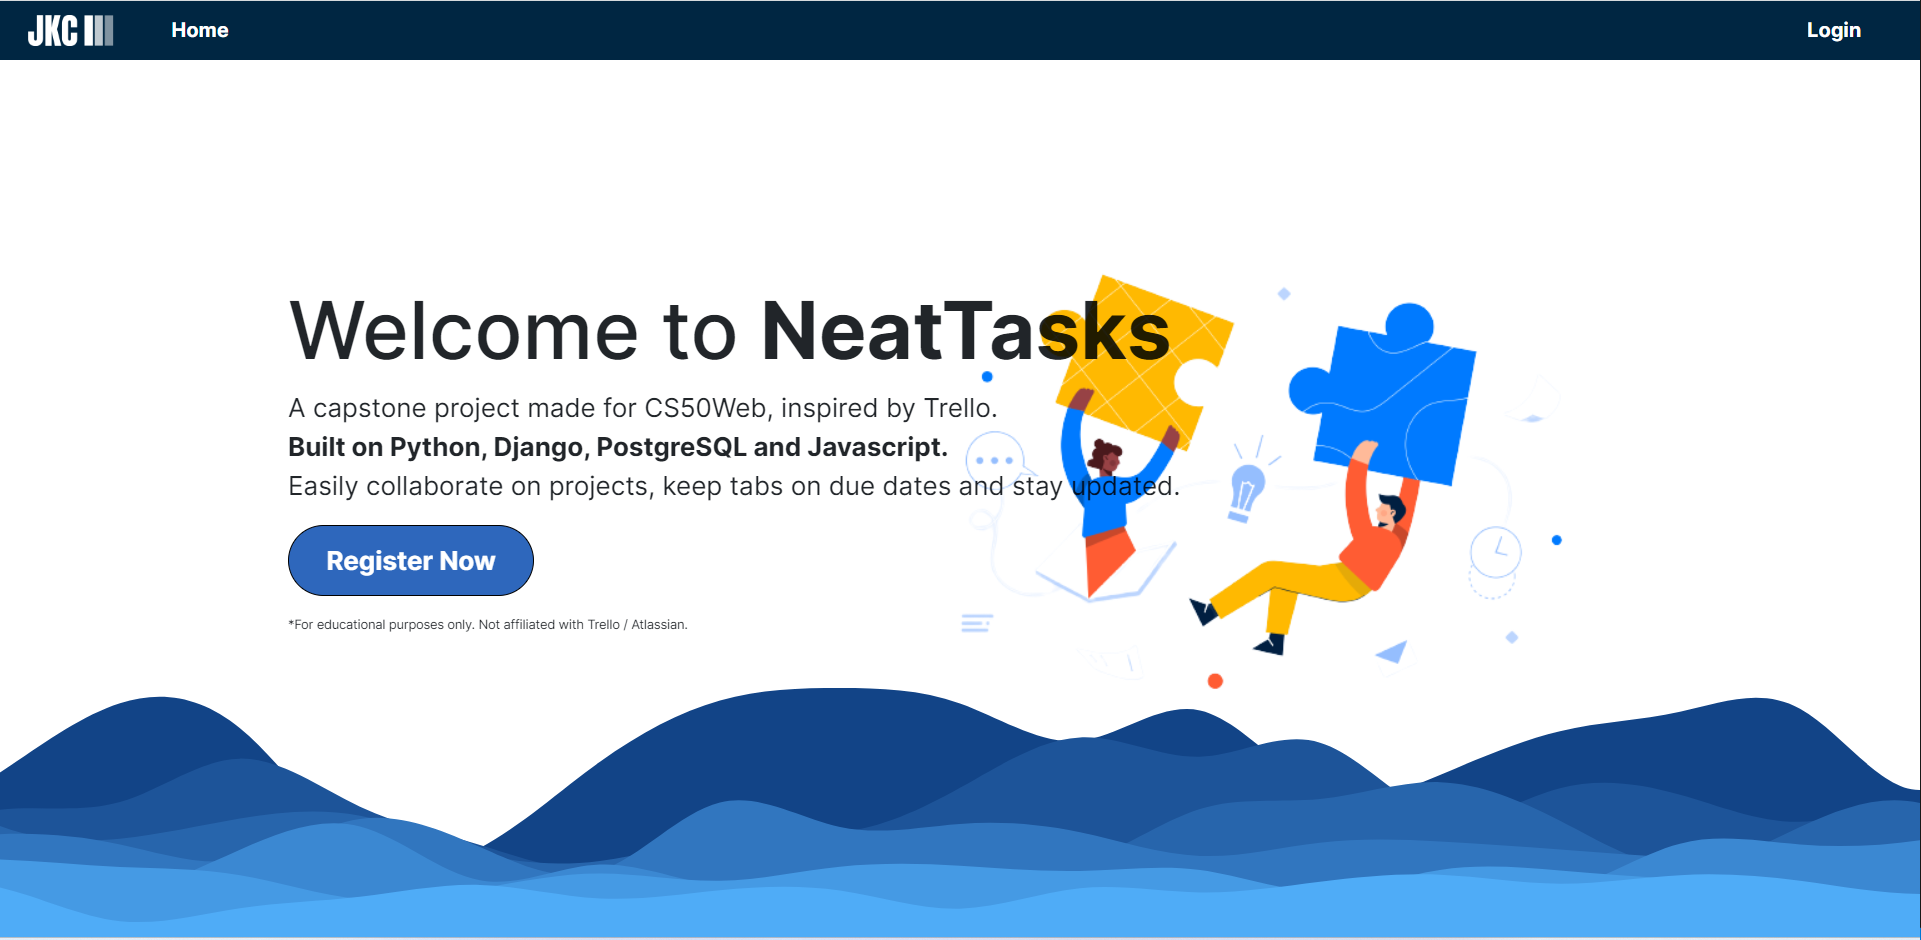 JKC
Home
Login
Welcome to NeatTasks
A capstone project made for CS50Web, inspired by Trello.
Built on Python, Django, PostgreSQL and Javascript.
Easily collaborate on projects, keep tabs on due dates and stay updated.
Register Now
*For educational purposes only. Not affiliated with Trello / Atlassian.